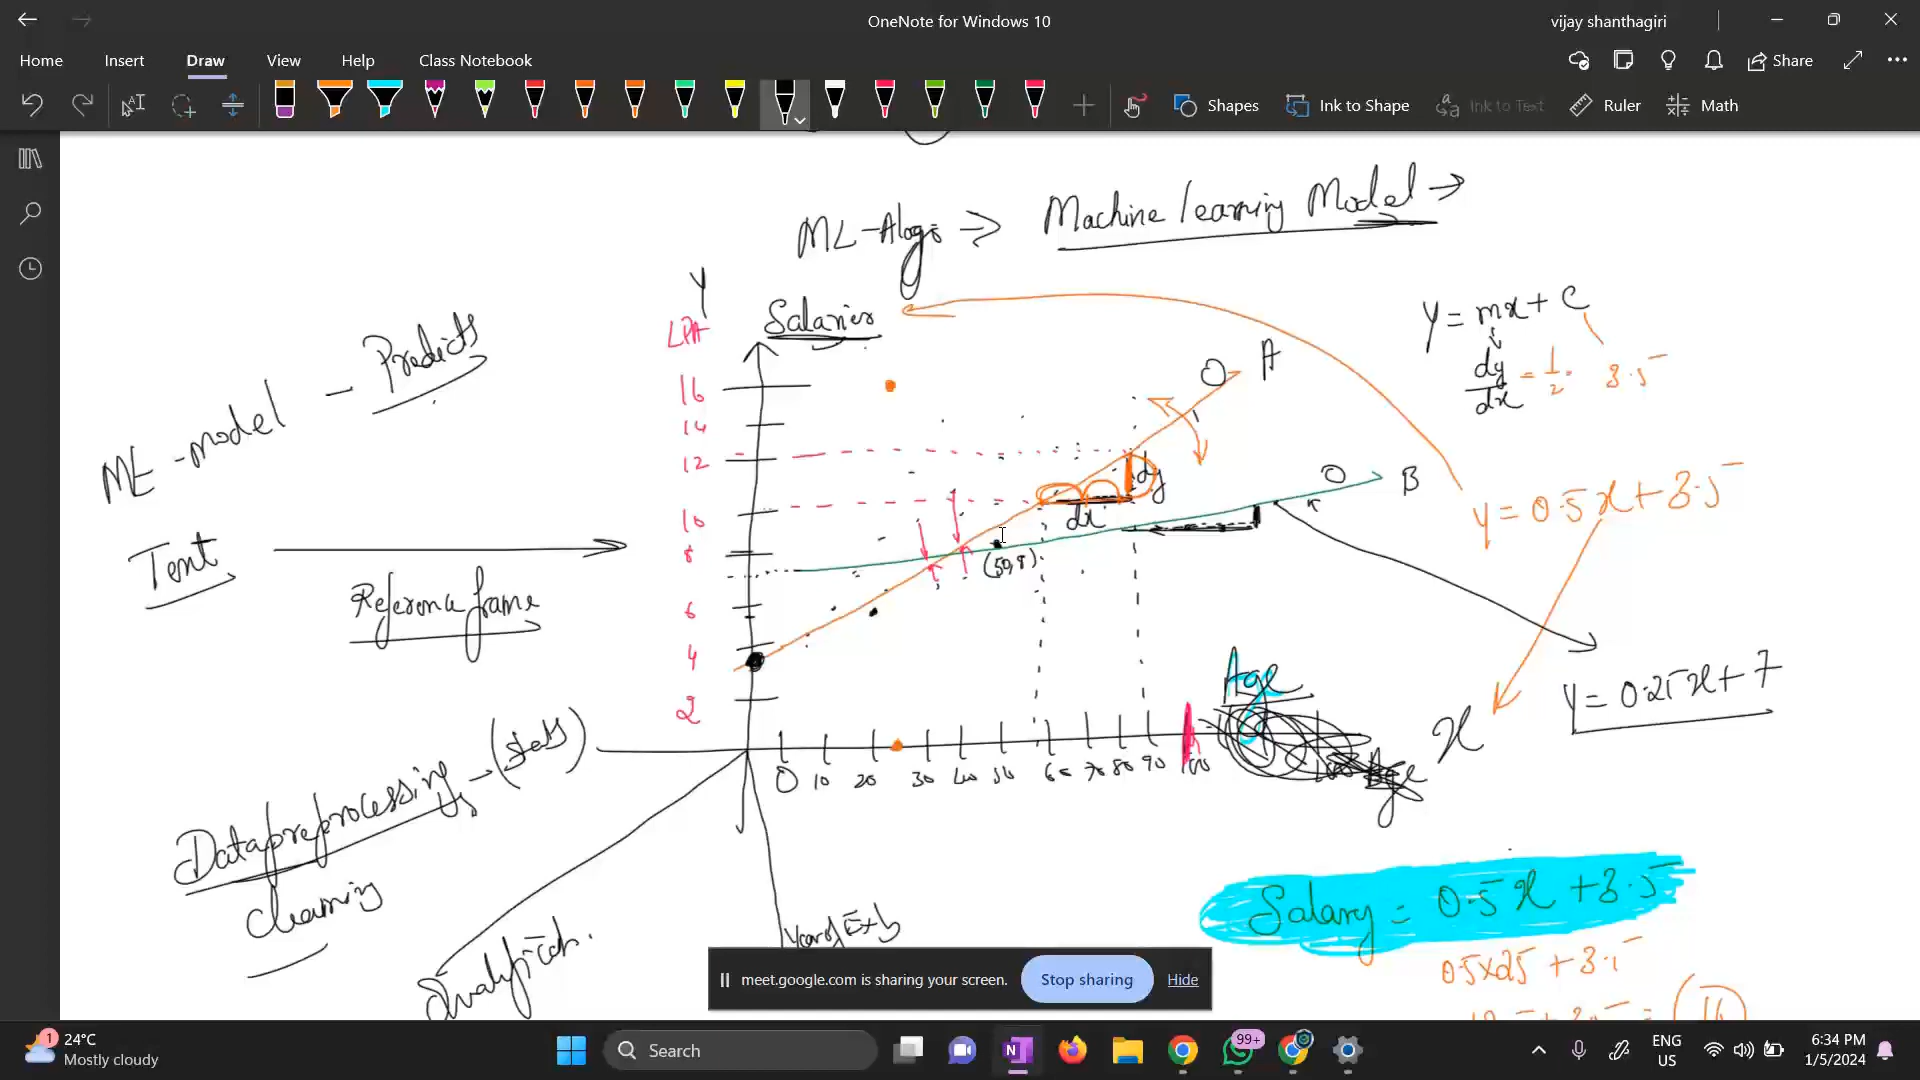 OneNote for Windows 10
vijay shanthagiri
Home Insert Draw View Help Class Notebook
Share
Shapes Ink to Shape Ink to Text Ruler Math
ML-Alogs → Machine learning Model →
Y
LPA
Salaries
ML-model - Predicts
Y = mx + C
dy/dx = 1/2 3.5
16
14
12
10
8
6
4
2
A
B
dy
dx
(50,8)
Y = 0.5x + 3.5
Text
Reference frame
Y = 0.25x + 7
Age
x
0 10 20 30 40 50 60 70 80 90 100
Age
Datapreprocessing → (stats)
cleaning
Salary = 0.5x + 3.5
0.5x25 + 3.5
meet.google.com is sharing your screen. Stop sharing Hide
1
24°C
Mostly cloudy
Search
99+
ENG
US
6:34 PM
1/5/2024